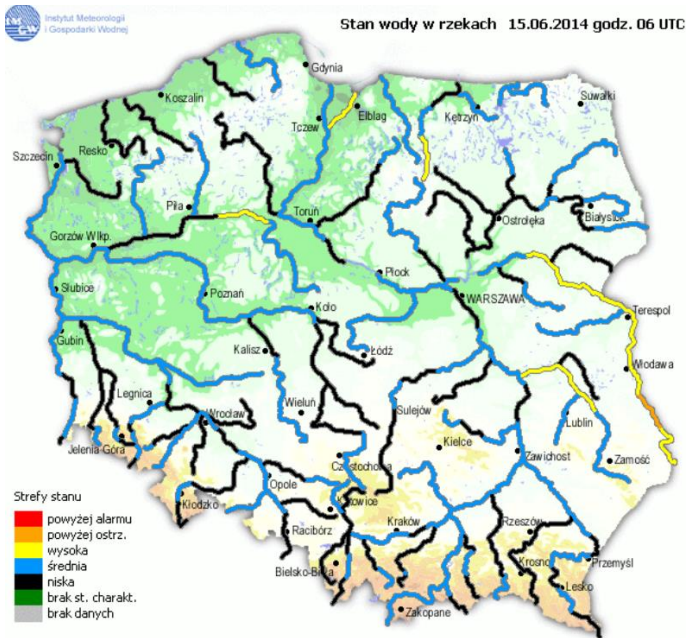 Instytut Meteorologii
i Gospodarki Wodnej
IMGW
Stan wody w rzekach 15.06.2014 godz. 06 UTC
Gdynia
Koszalin
Suwałki
Elbląg
Kętrzyn
Tczew
Szczecin
Resko
Piła
Toruń
Ostrołęka
Białystok
Gorzów Wlkp.
Płock
Słubice
Poznań
WARSZAWA
Koło
Terespol
Gubin
Kalisz
Łódź
Włodawa
Legnica
Wieluń
Sulejów
Lublin
Wrocław
Jelenia-Góra
Kielce
Zawichost
Zamość
Częstochowa
Opole
Kłodzko
Katowice
Racibórz
Kraków
Rzeszów
Bielsko-Biała
Krosno
Przemyśl
Lesko
Zakopane
Strefy stanu
powyżej alarmu
powyżej ostrz.
wysoka
średnia
niska
brak st. charakt.
brak danych